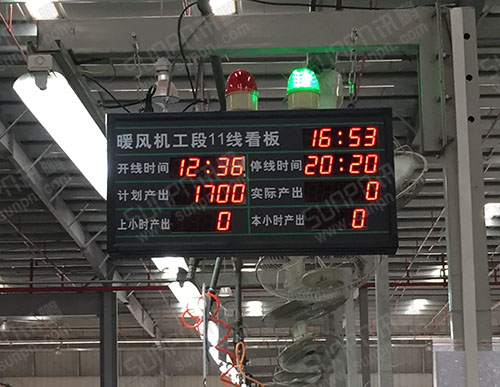 暖风机工段11线看板 16:53
开线时间 12:36 停线时间 20:20
计划产出 1700 实际产出 0
上小时产出 0 本小时产出 0